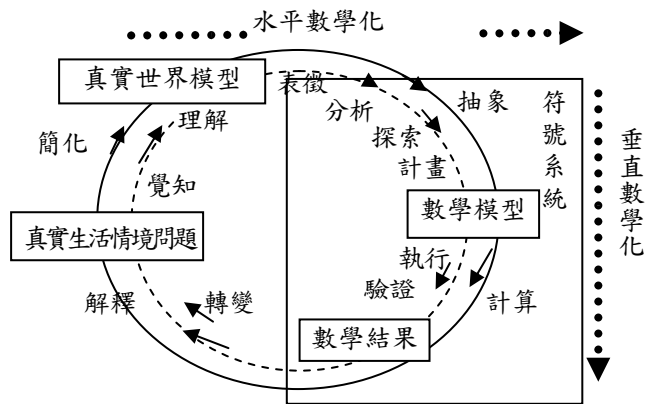 水平數學化
真實世界模型
表徵
分析
抽象
符號系統
簡化
理解
探索
計畫
垂直數學化
覺知
數學模型
真實生活情境問題
執行
驗證
計算
解釋
轉變
數學結果